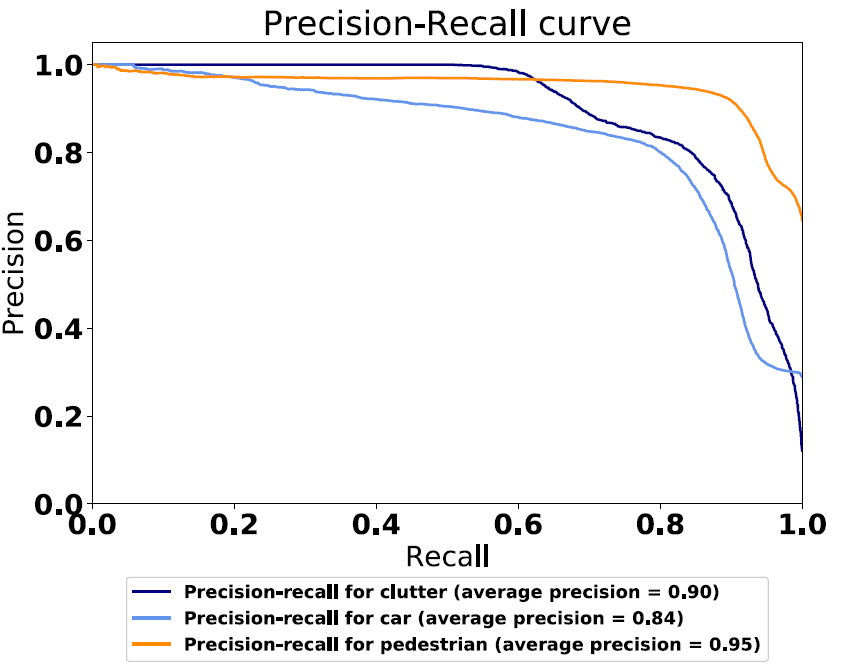 Precision-Recall curve
Precision
1.0
0.8
0.6
0.4
0.2
0.0
0.0 0.2 0.4 0.6 0.8 1.0
Recall
Precision-recall for clutter (average precision = 0.90)
Precision-recall for car (average precision = 0.84)
Precision-recall for pedestrian (average precision = 0.95)